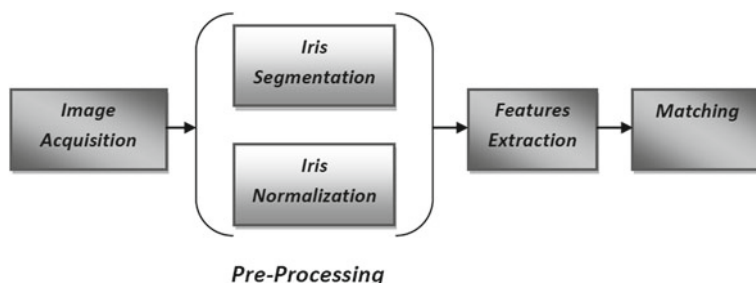 Image
Acquisition
Iris
Segmentation
Iris
Normalization
Features
Extraction
Matching
Pre-Processing